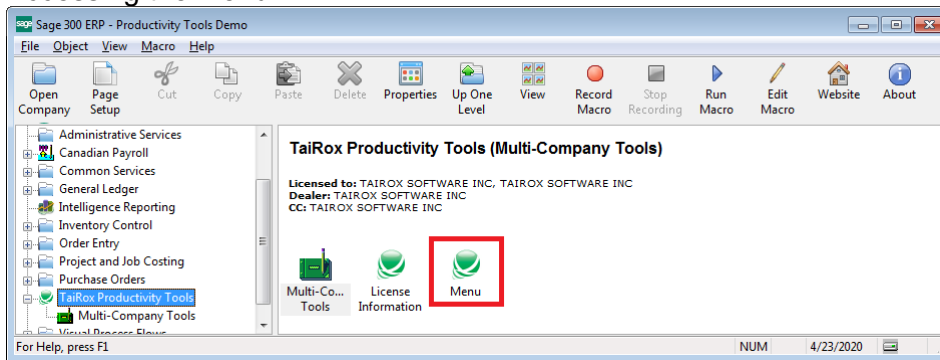 Sage 300 ERP - Productivity Tools Demo
File Object View Macro Help
Open Company
Page Setup
Cut
Copy
Paste
Delete
Properties
Up One Level
View
Record Macro
Stop Recording
Run Macro
Edit Macro
Website
About
Administrative Services
Canadian Payroll
Common Services
General Ledger
Intelligence Reporting
Inventory Control
Order Entry
Project and Job Costing
Purchase Orders
TaiRox Productivity Tools
Multi-Company Tools
Visual Process Flows
TaiRox Productivity Tools (Multi-Company Tools)
Licensed to: TAIROX SOFTWARE INC, TAIROX SOFTWARE INC
Dealer: TAIROX SOFTWARE INC
CC: TAIROX SOFTWARE INC
Multi-Co...
Tools
License
Information
Menu
For Help, press F1
NUM
4/23/2020